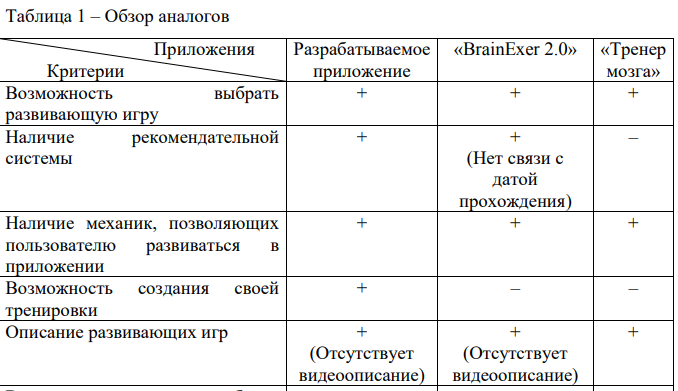 Таблица 1 – Обзор аналогов
Приложения
Критерии
Разрабатываемое
приложение
«BrainExer 2.0»
«Тренер
мозга»
Возможность выбрать
развивающую игру
+
+
+
Наличие рекомендательной
системы
+
+
(Нет связи с
датой
прохождения)
–
Наличие механик, позволяющих
пользователю развиваться в
приложении
+
+
+
Возможность создания своей
тренировки
+
–
–
Описание развивающих игр
+
(Отсутствует
видеоописание)
+
(Отсутствует
видеоописание)
+